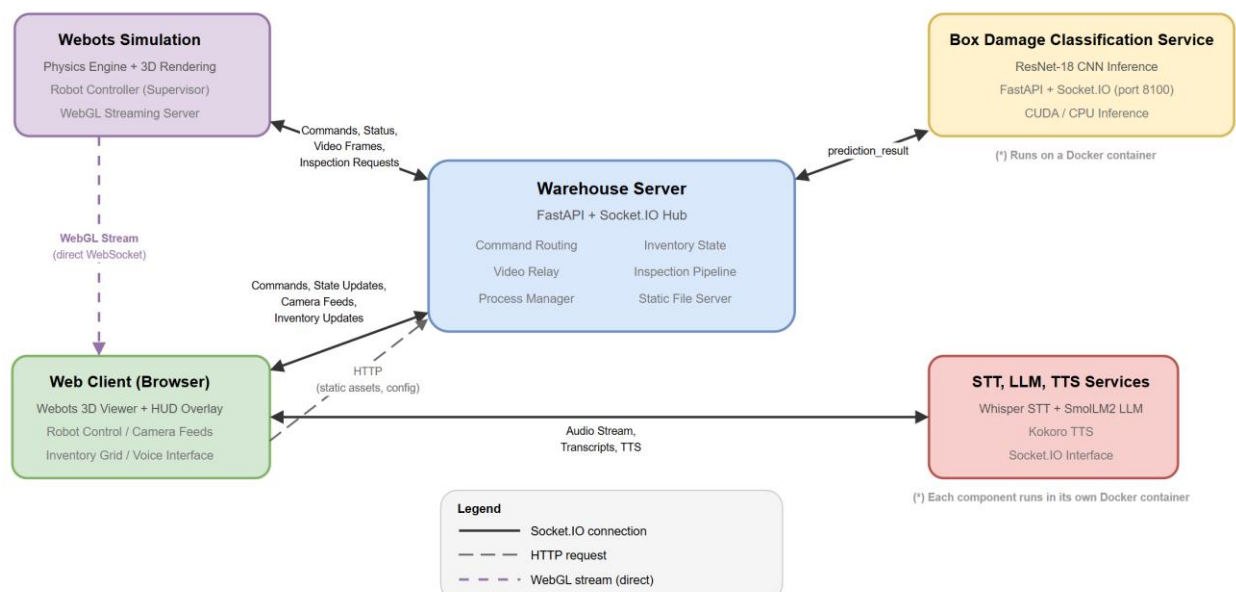 Webots Simulation
Physics Engine + 3D Rendering
Robot Controller (Supervisor)
WebGL Streaming Server
Box Damage Classification Service
ResNet-18 CNN Inference
FastAPI + Socket.IO (port 8100)
CUDA / CPU Inference
(*) Runs on a Docker container
Commands, Status,
Video Frames,
Inspection Requests
prediction_result
Warehouse Server
FastAPI + Socket.IO Hub
Command Routing
Inventory State
Video Relay
Inspection Pipeline
Process Manager
Static File Server
WebGL Stream
(direct WebSocket)
Commands, State Updates,
Camera Feeds,
Inventory Updates
HTTP
(static assets, config)
Web Client (Browser)
Webots 3D Viewer + HUD Overlay
Robot Control / Camera Feeds
Inventory Grid / Voice Interface
Audio Stream,
Transcripts, TTS
STT, LLM, TTS Services
Whisper STT + SmolLM2 LLM
Kokoro TTS
Socket.IO Interface
(*) Each component runs in its own Docker container
Legend
Socket.IO connection
HTTP request
WebGL stream (direct)